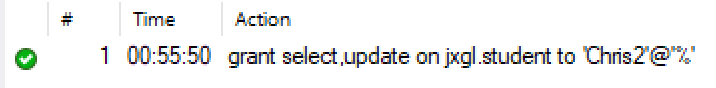 # Time Action
1 00:55:50 grant select,update on jxgl.student to 'Chris2'@'%'